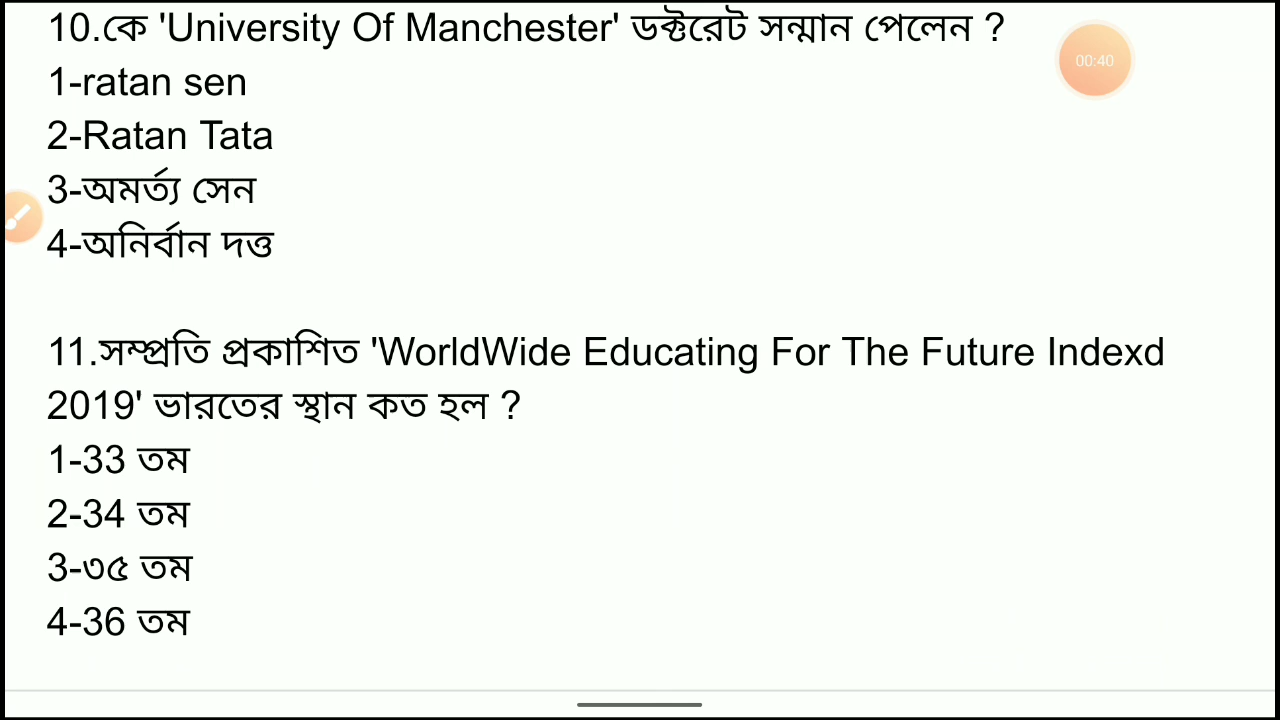 10.কে 'University Of Manchester' ডক্টরেট সন্মান পেলেন ?
00:40
1-ratan sen
2-Ratan Tata
3-অমর্ত্য সেন
4-অনির্বান দত্ত
11.সম্প্রতি প্রকাশিত 'WorldWide Educating For The Future Indexd
2019' ভারতের স্থান কত হল ?
1-33 তম
2-34 তম
3-৩৫ তম
4-36 তম